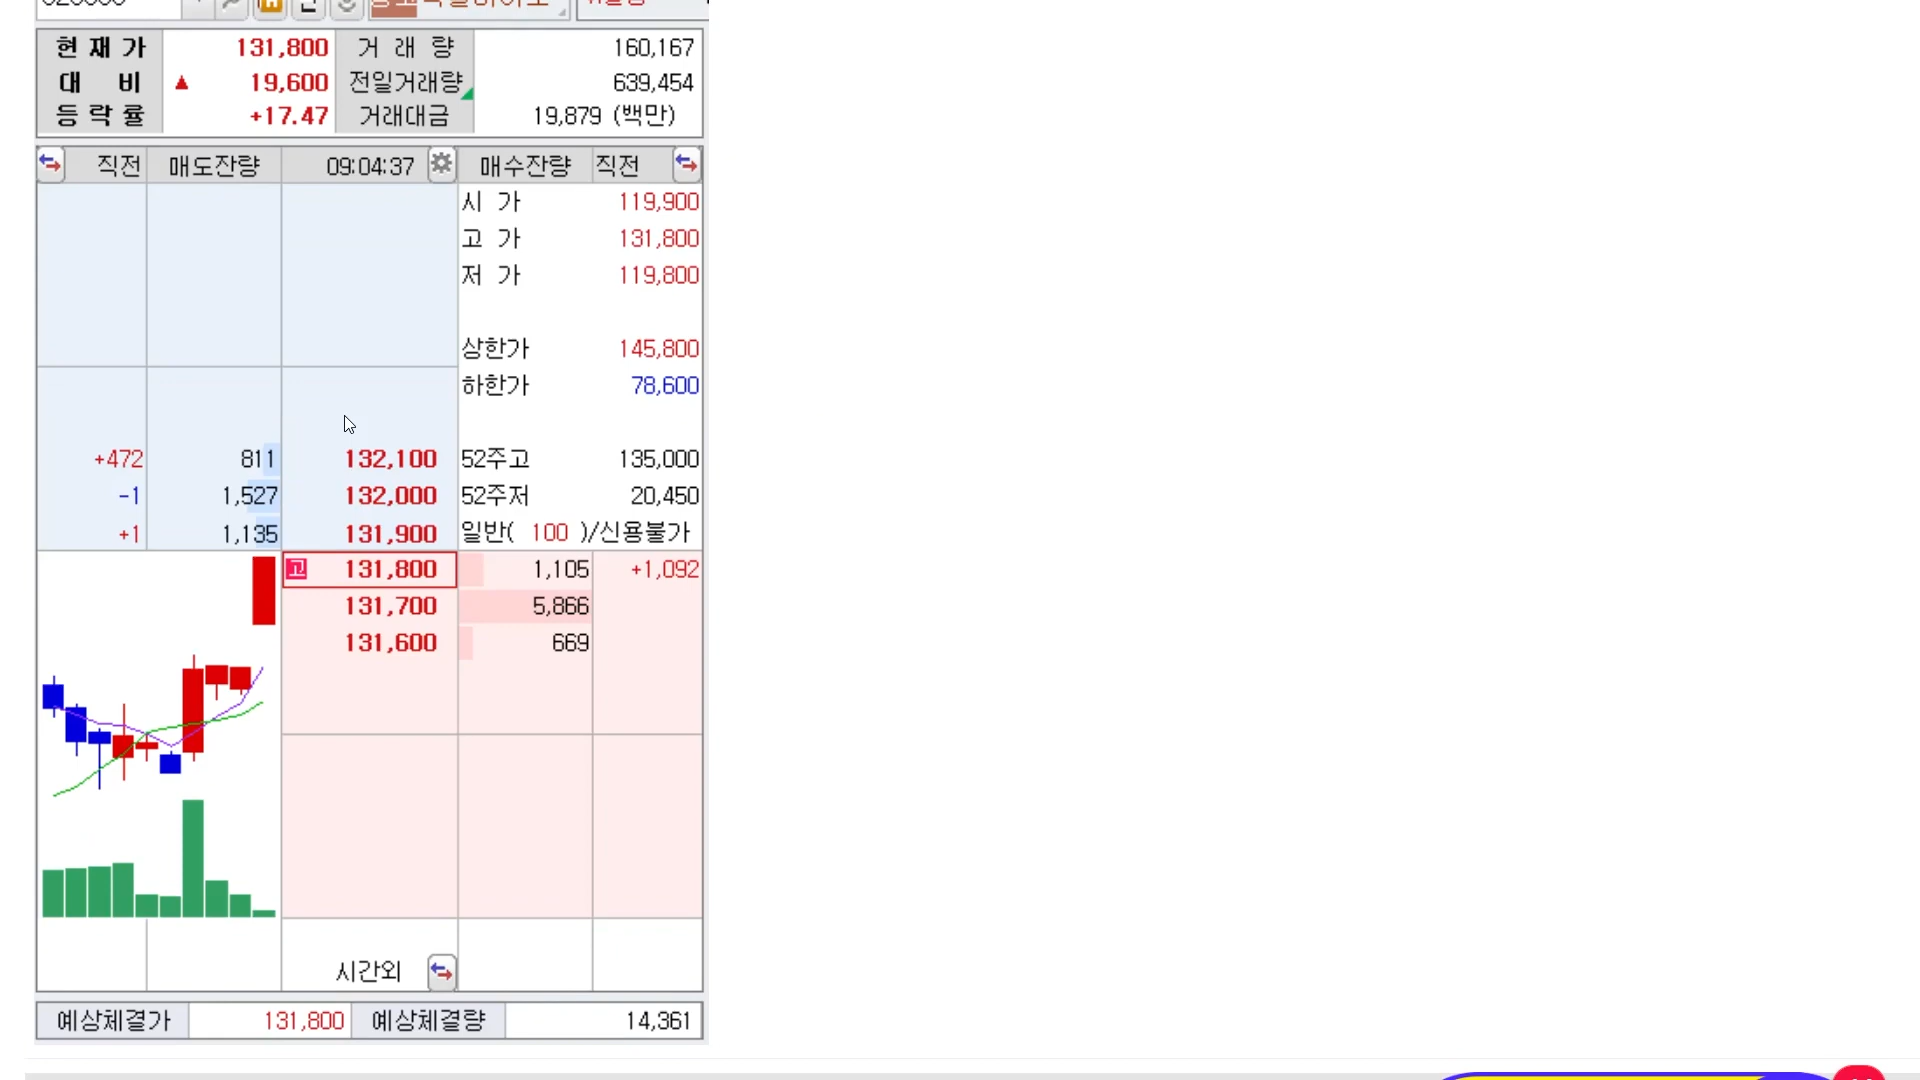 현 재 가 131,800 거 래 량 160,167
대 비 ▲ 19,600 전일거래량 639,454
등 락 률 +17.47 거래대금 19,879 (백만)
직전 매도잔량 09:04:37 매수잔량 직전
시 가 119,900
고 가 131,800
저 가 119,800
상한가 145,800
하한가 78,600
+472 811 132,100 52주고 135,000
-1 1,527 132,000 52주저 20,450
+1 1,135 131,900 일반( 100 )/신용불가
고 131,800 1,105 +1,092
131,700 5,866
131,600 669
시간외
예상체결가 131,800 예상체결량 14,361